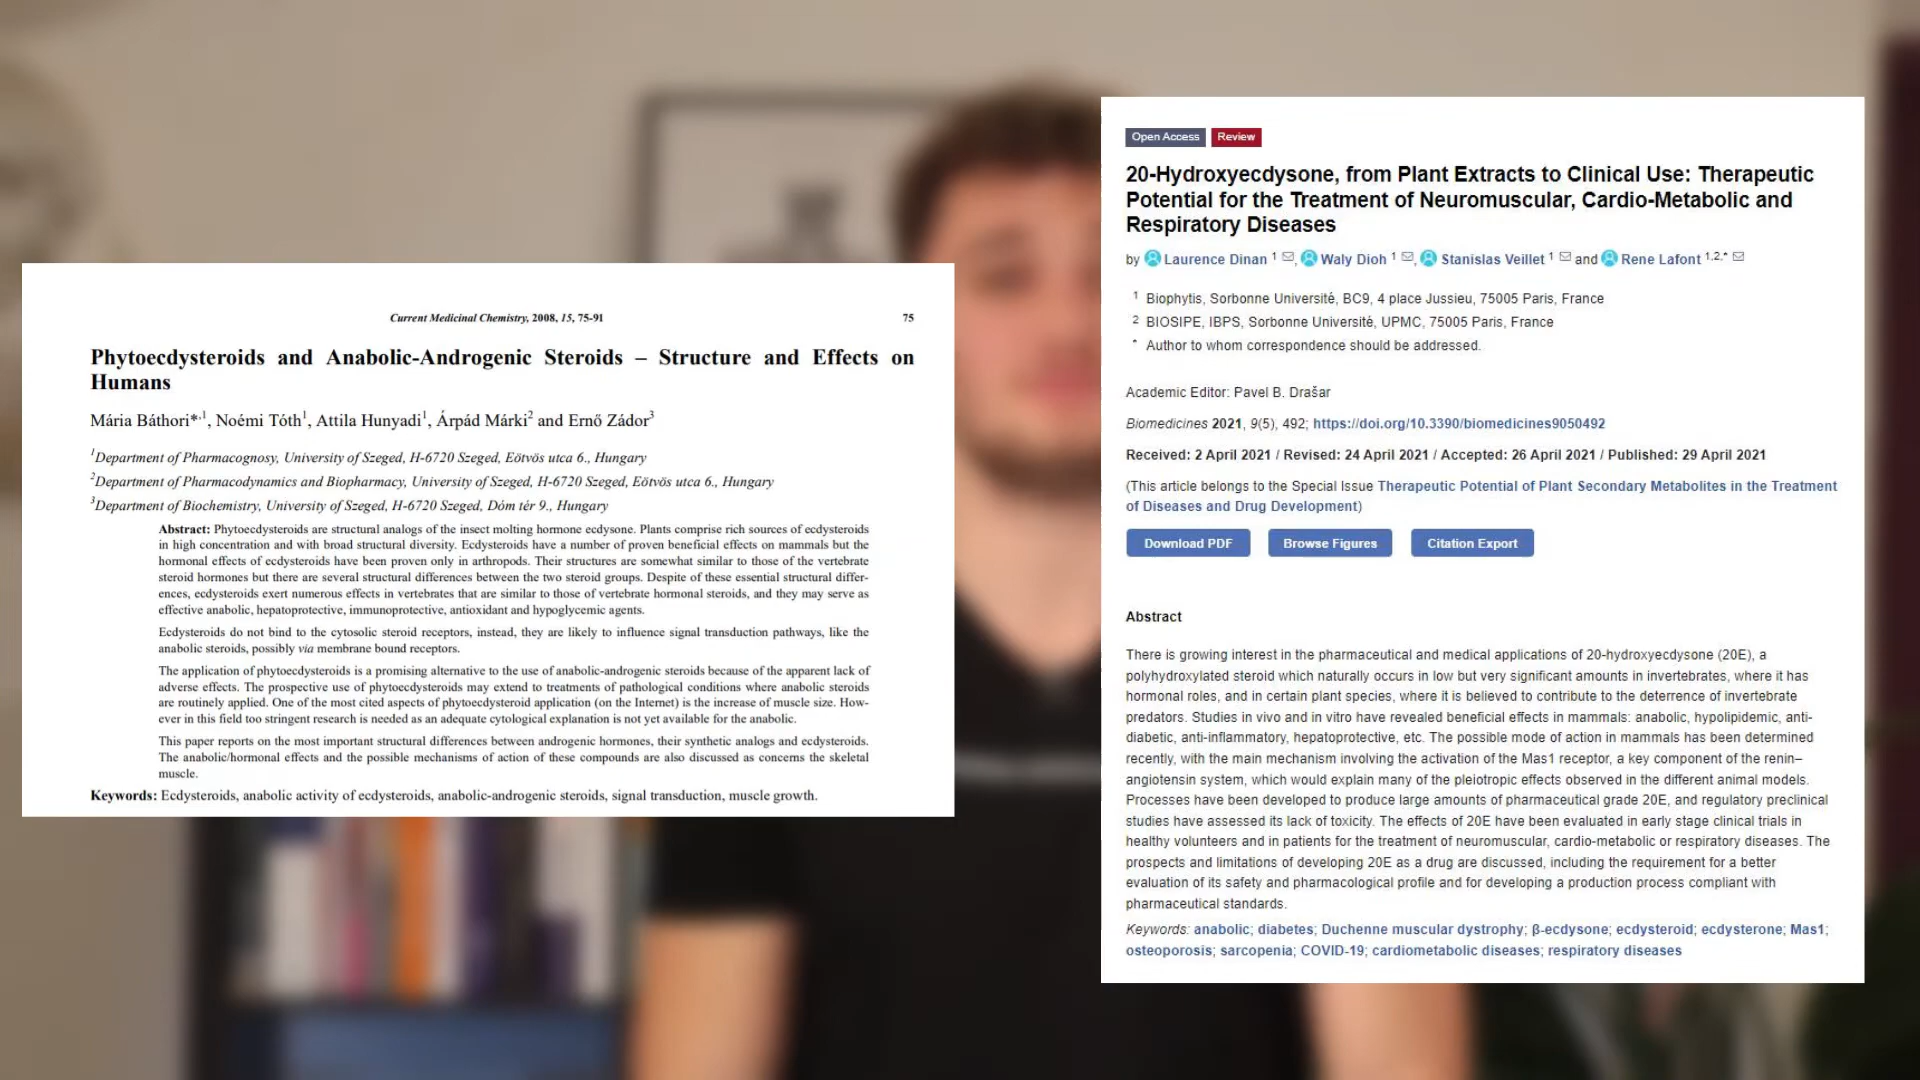 Current Medicinal Chemistry, 2008, 15, 75-91 75
Phytoecdysteroids and Anabolic-Androgenic Steroids – Structure and Effects on
Humans
Mária Báthori*,1, Noémi Tóth1, Attila Hunyadi1, Árpád Márki2 and Ernő Zádor3
1Department of Pharmacognosy, University of Szeged, H-6720 Szeged, Eötvös utca 6., Hungary
2Department of Pharmacodynamics and Biopharmacy, University of Szeged, H-6720 Szeged, Eötvös utca 6., Hungary
3Department of Biochemistry, University of Szeged, H-6720 Szeged, Dóm tér 9., Hungary
Abstract: Phytoecdysteroids are structural analogs of the insect molting hormone ecdysone. Plants comprise rich sources of ecdysteroids
in high concentration and with broad structural diversity. Ecdysteroids have a number of proven beneficial effects on mammals but the
hormonal effects of ecdysteroids have been proven only in arthropods. Their structures are somewhat similar to those of the vertebrate
steroid hormones but there are several structural differences between the two steroid groups. Despite of these essential structural differ-
ences, ecdysteroids exert numerous effects in vertebrates that are similar to those of vertebrate hormonal steroids, and they may serve as
effective anabolic, hepatoprotective, immunoprotective, antioxidant and hypoglycemic agents.
Ecdysteroids do not bind to the cytosolic steroid receptors, instead, they are likely to influence signal transduction pathways, like the
anabolic steroids, possibly via membrane bound receptors.
The application of phytoecdysteroids is a promising alternative to the use of anabolic-androgenic steroids because of the apparent lack of
adverse effects. The prospective use of phytoecdysteroids may extend to treatments of pathological conditions where anabolic steroids
are routinely applied. One of the most cited aspects of phytoecdysteroid application (on the Internet) is the increase of muscle size. How-
ever in this field too stringent research is needed as an adequate cytological explanation is not yet available for the anabolic.
This paper reports on the most important structural differences between androgenic hormones, their synthetic analogs and ecdysteroids.
The anabolic/hormonal effects and the possible mechanisms of action of these compounds are also discussed as concerns the skeletal
muscle.
Keywords: Ecdysteroids, anabolic activity of ecdysteroids, anabolic-androgenic steroids, signal transduction, muscle growth.
Open Access Review
20-Hydroxyecdysone, from Plant Extracts to Clinical Use: Therapeutic
Potential for the Treatment of Neuromuscular, Cardio-Metabolic and
Respiratory Diseases
by Laurence Dinan 1, Waly Dioh 1, Stanislas Veillet 1 and Rene Lafont 1,2,*
1 Biophytis, Sorbonne Université, BC9, 4 place Jussieu, 75005 Paris, France
2 BIOSIPE, IBPS, Sorbonne Université, UPMC, 75005 Paris, France
* Author to whom correspondence should be addressed.
Academic Editor: Pavel B. Drašar
Biomedicines 2021, 9(5), 492; https://doi.org/10.3390/biomedicines9050492
Received: 2 April 2021 / Revised: 24 April 2021 / Accepted: 26 April 2021 / Published: 29 April 2021
(This article belongs to the Special Issue Therapeutic Potential of Plant Secondary Metabolites in the Treatment
of Diseases and Drug Development)
Download PDF Browse Figures Citation Export
Abstract
There is growing interest in the pharmaceutical and medical applications of 20-hydroxyecdysone (20E), a
polyhydroxylated steroid which naturally occurs in low but very significant amounts in invertebrates, where it has
hormonal roles, and in certain plant species, where it is believed to contribute to the deterrence of invertebrate
predators. Studies in vivo and in vitro have revealed beneficial effects in mammals: anabolic, hypolipidemic, anti-
diabetic, anti-inflammatory, hepatoprotective, etc. The possible mode of action in mammals has been determined
recently, with the main mechanism involving the activation of the Mas1 receptor, a key component of the renin–
angiotensin system, which would explain many of the pleiotropic effects observed in the different animal models.
Processes have been developed to produce large amounts of pharmaceutical grade 20E, and regulatory preclinical
studies have assessed its lack of toxicity. The effects of 20E have been evaluated in early stage clinical trials in
healthy volunteers and in patients for the treatment of neuromuscular, cardio-metabolic or respiratory diseases. The
prospects and limitations of developing 20E as a drug are discussed, including the requirement for a better
evaluation of its safety and pharmacological profile and for developing a production process compliant with
pharmaceutical standards.
Keywords: anabolic; diabetes; Duchenne muscular dystrophy; β-ecdysone; ecdysteroid; ecdysterone; Mas1;
osteoporosis; sarcopenia; COVID-19; cardiometabolic diseases; respiratory diseases